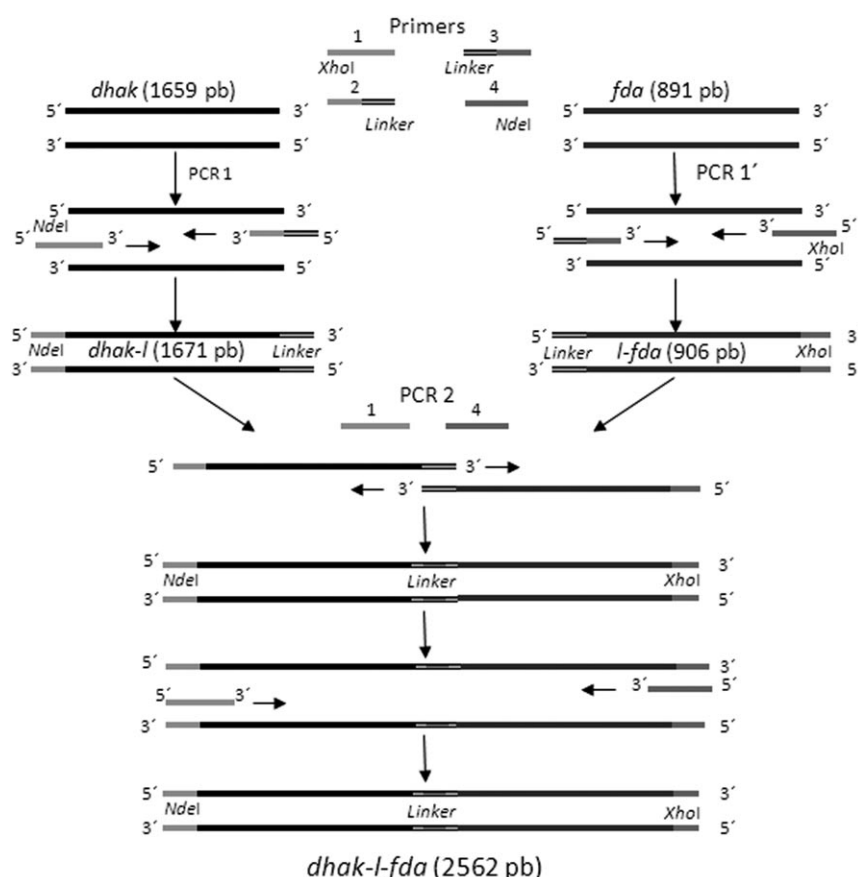 Primers
1 3
XhoI Linker
dhak (1659 pb) 2 4 fda (891 pb)
5´ 3´ Linker NdeI 5´ 3´
3´ 5´ 3´ 5´
PCR 1 PCR 1´
5´ 3´ 5´ 3´
NdeI
5´ 3´ 5´ 5´ 3´ 5´
XhoI
3´ 5´ 3´ 5´
5´ 3´ 5´ 3
NdeI dhak-l (1671 pb) Linker Linker l-fda (906 pb) XhoI
3´ 5´ 3´ 5´
PCR 2
1 4
5´ 3´
3´ 5´
5´ 3´
NdeI Linker XhoI
3´ 5´
5´ 3´
5´ 3´ 3´ 5´
3´ 5´
5´ 3´
NdeI Linker XhoI
3´ 5´
dhak-l-fda (2562 pb)